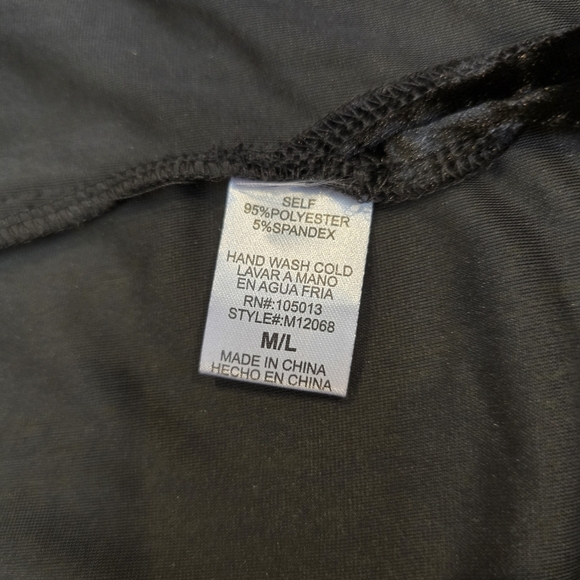 SELF
95%POLYESTER
5%SPANDEX
HAND WASH COLD
LAVAR A MANO
EN AGUA FRIA
RN#:105013
STYLE#:M12068
M/L
MADE IN CHINA
HECHO EN CHINA